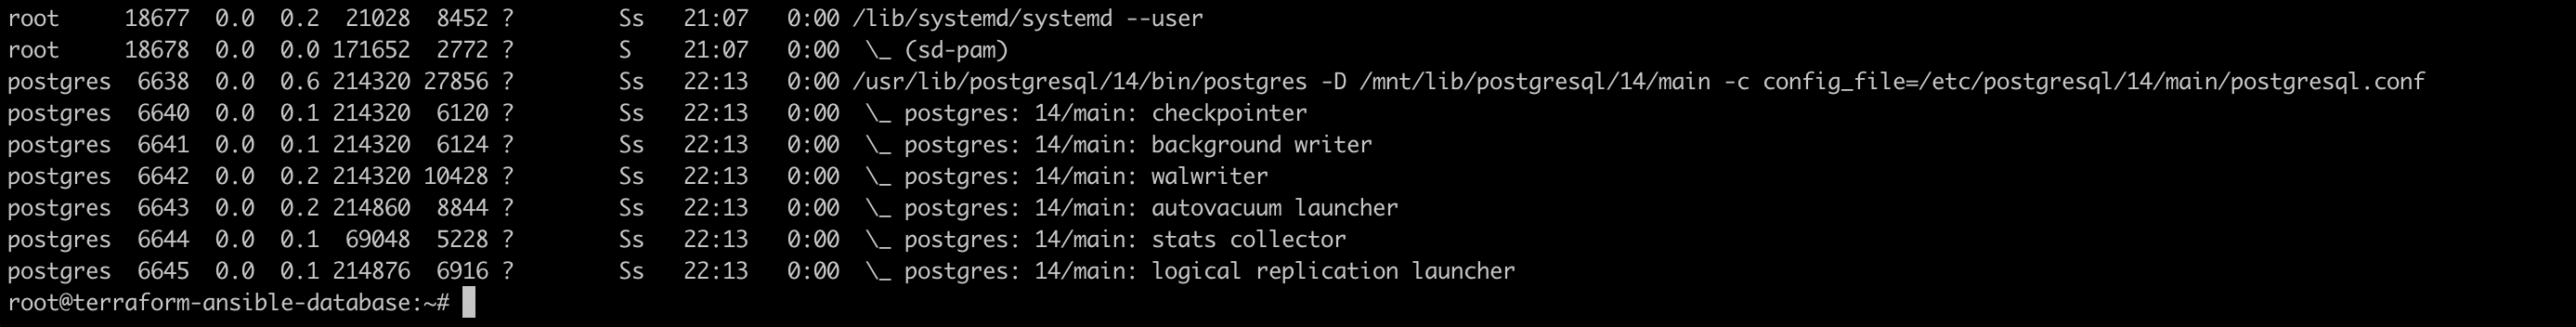 root     18677  0.0  0.2  21028  8452 ?        Ss   21:07   0:00 /lib/systemd/systemd --user
root     18678  0.0  0.0 171652  2772 ?        S    21:07   0:00  \_ (sd-pam)
postgres  6638  0.0  0.6 214320 27856 ?        Ss   22:13   0:00 /usr/lib/postgresql/14/bin/postgres -D /mnt/lib/postgresql/14/main -c config_file=/etc/postgresql/14/main/postgresql.conf
postgres  6640  0.0  0.1 214320  6120 ?        Ss   22:13   0:00  \_ postgres: 14/main: checkpointer
postgres  6641  0.0  0.1 214320  6124 ?        Ss   22:13   0:00  \_ postgres: 14/main: background writer
postgres  6642  0.0  0.2 214320 10428 ?        Ss   22:13   0:00  \_ postgres: 14/main: walwriter
postgres  6643  0.0  0.2 214860  8844 ?        Ss   22:13   0:00  \_ postgres: 14/main: autovacuum launcher
postgres  6644  0.0  0.1  69048  5228 ?        Ss   22:13   0:00  \_ postgres: 14/main: stats collector
postgres  6645  0.0  0.1 214876  6916 ?        Ss   22:13   0:00  \_ postgres: 14/main: logical replication launcher
root@terraform-ansible-database:~#